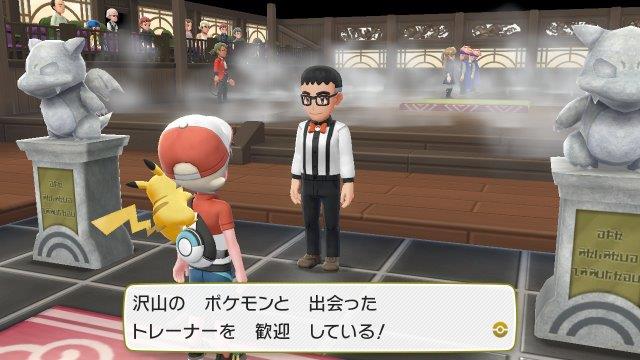 沢山の　ポケモンと　出会った
トレーナーを　歓迎　している！